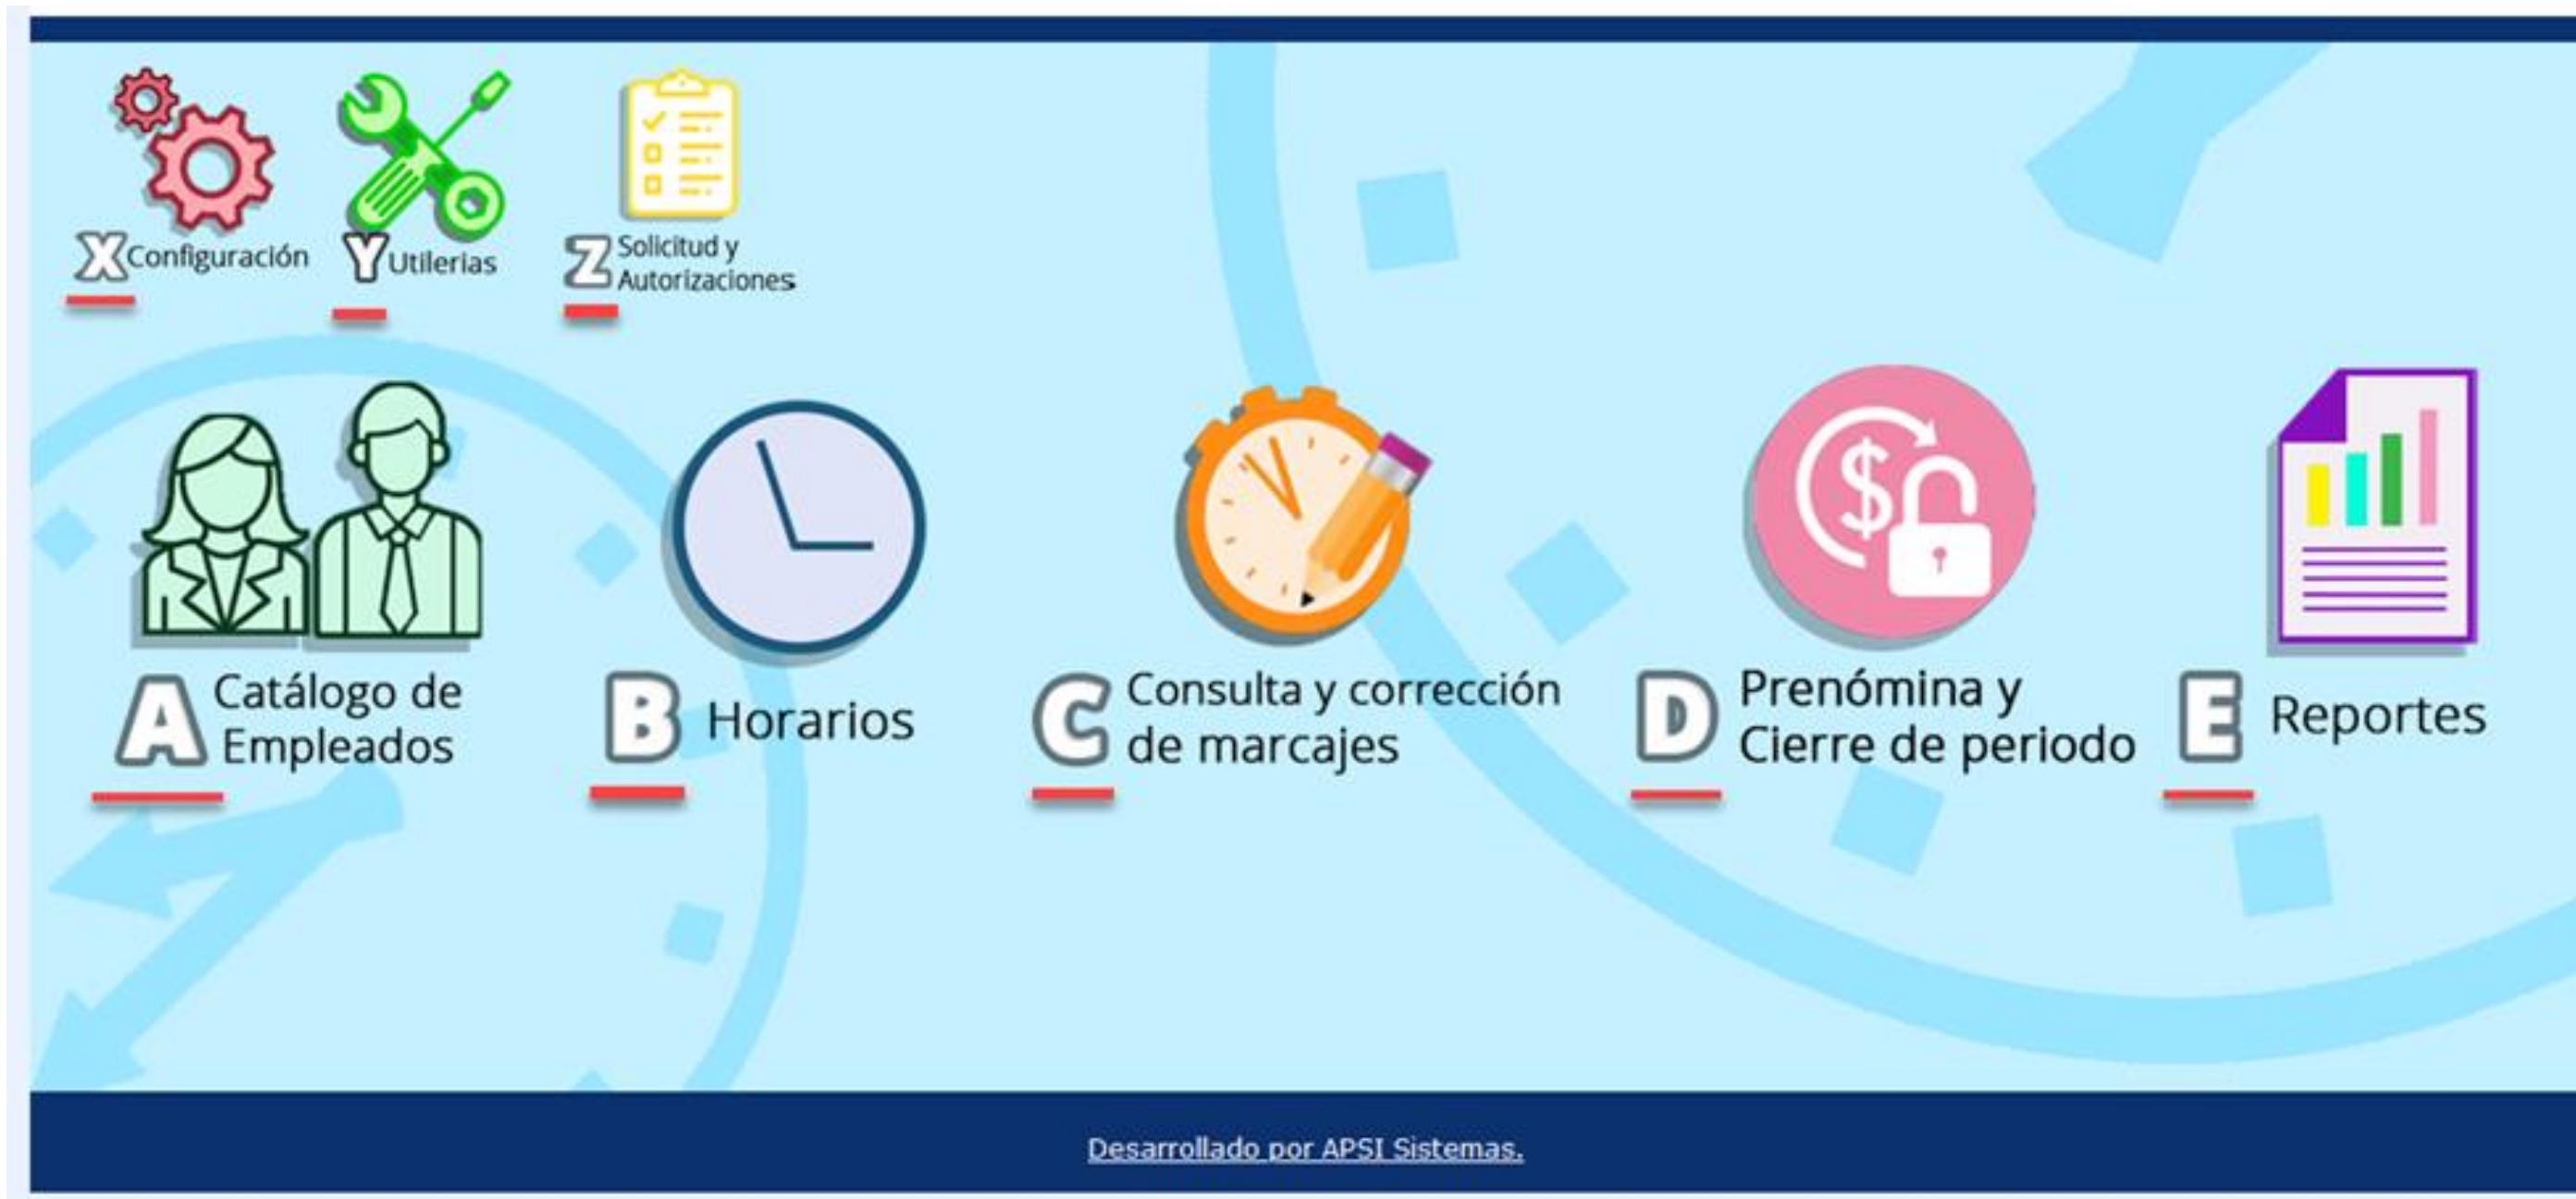 X Configuración
Y Utilerias
Z Solicitud y
Autorizaciones
A Catálogo de
Empleados
B Horarios
C Consulta y corrección
de marcajes
D Prenómina y
Cierre de periodo
E Reportes
Desarrollado por APSI Sistemas.